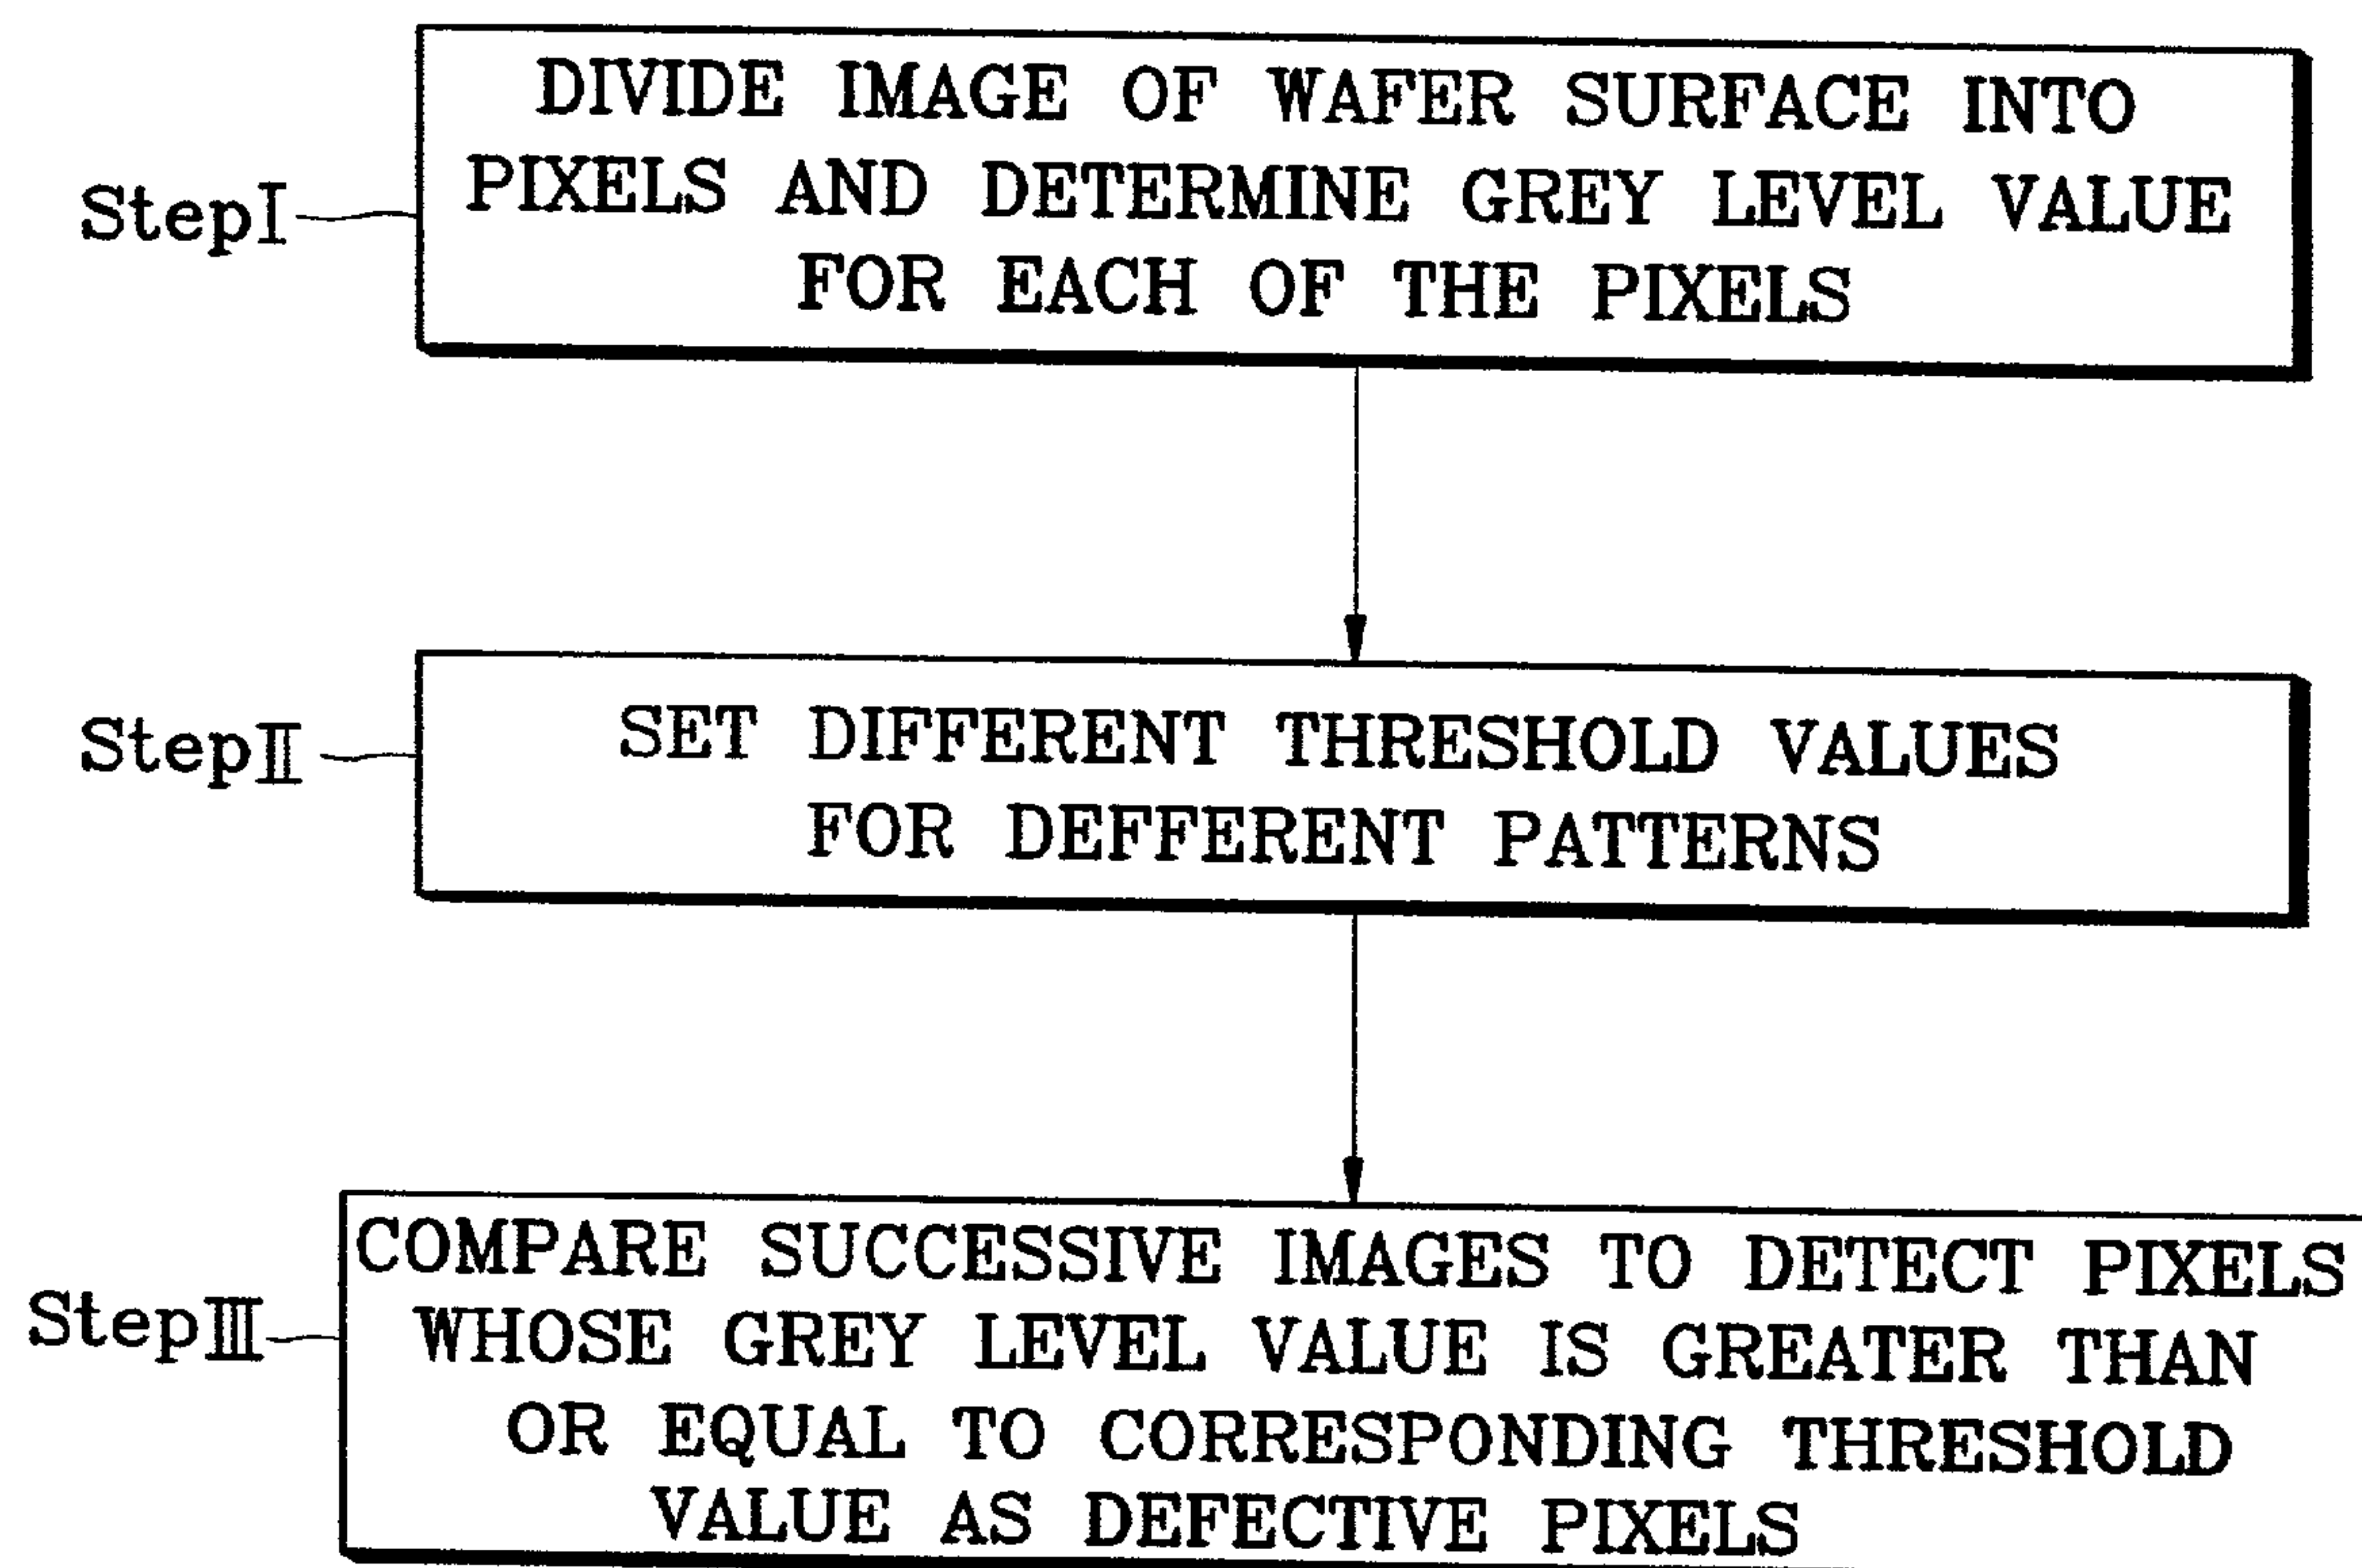 DIVIDE IMAGE OF WAFER SURFACE INTO
PIXELS AND DETERMINE GREY LEVEL VALUE
FOR EACH OF THE PIXELS
StepⅠ
SET DIFFERENT THRESHOLD VALUES
FOR DEFFERENT PATTERNS
StepⅡ
COMPARE SUCCESSIVE IMAGES TO DETECT PIXELS
WHOSE GREY LEVEL VALUE IS GREATER THAN
OR EQUAL TO CORRESPONDING THRESHOLD
VALUE AS DEFECTIVE PIXELS
StepⅢ